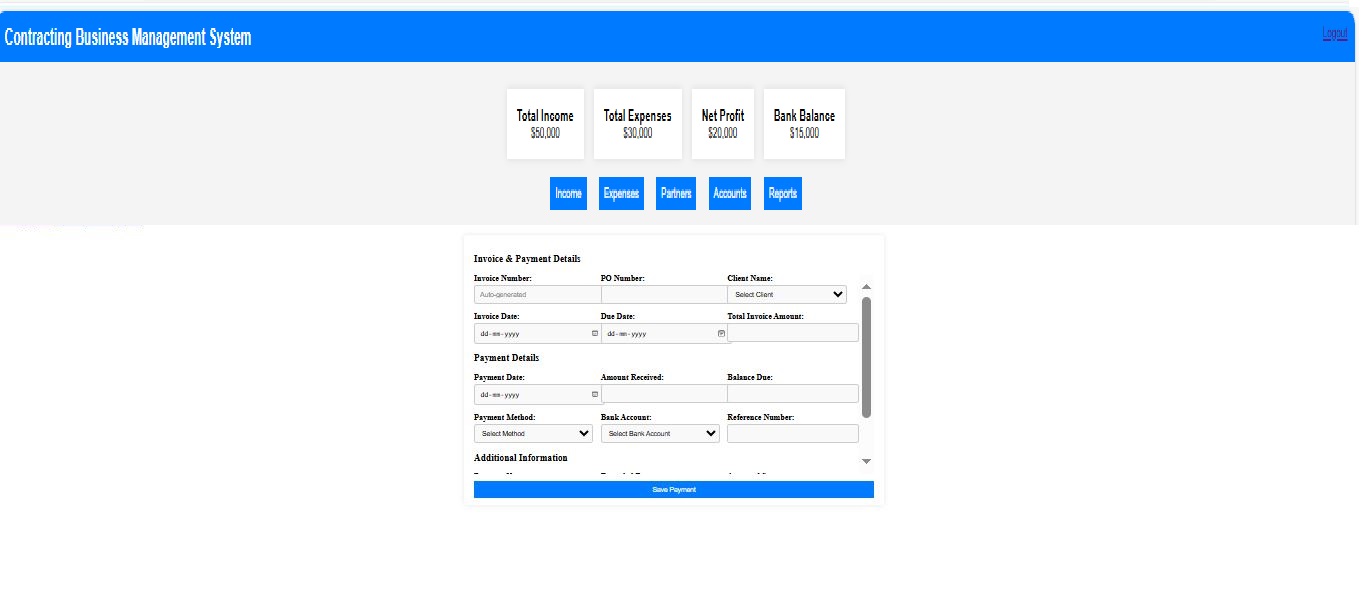 Contracting Business Management System
Logout
Total Income
$50,000
Total Expenses
$30,000
Net Profit
$20,000
Bank Balance
$15,000
Income Expenses Partners Accounts Reports
Invoice & Payment Details
Invoice Number: PO Number: Client Name:
Auto-generated Select Client
Invoice Date: Due Date: Total Invoice Amount:
dd-mm-yyyy dd-mm-yyyy
Payment Details
Payment Date: Amount Received: Balance Due:
dd-mm-yyyy
Payment Method: Bank Account: Reference Number:
Select Method Select Bank Account
Additional Information
Save Payment